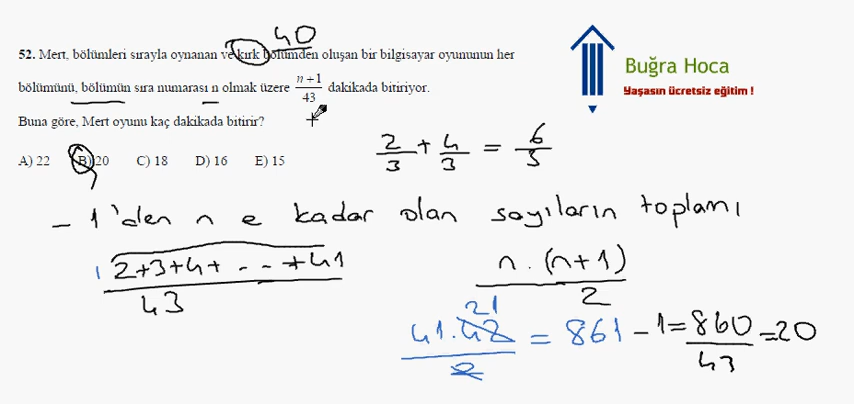 40
52. Mert, bölümleri sırayla oynanan ve kırk bölümden oluşan bir bilgisayar oyununun her
bölümünü, bölümün sıra numarası n olmak üzere n+1/43 dakikada bitiriyor.
Buna göre, Mert oyunu kaç dakikada bitirir?
A) 22 B) 20 C) 18 D) 16 E) 15
Buğra Hoca
Yaşasın ücretsiz eğitim !
2/3 + 4/3 = 6/3
- 1'den n e kadar olan sayıların toplamı
1 2+3+4+ - - +41 / 43
n.(n+1) / 2
21
41.42 / 2 = 861 - 1 = 860 / 43 = 20